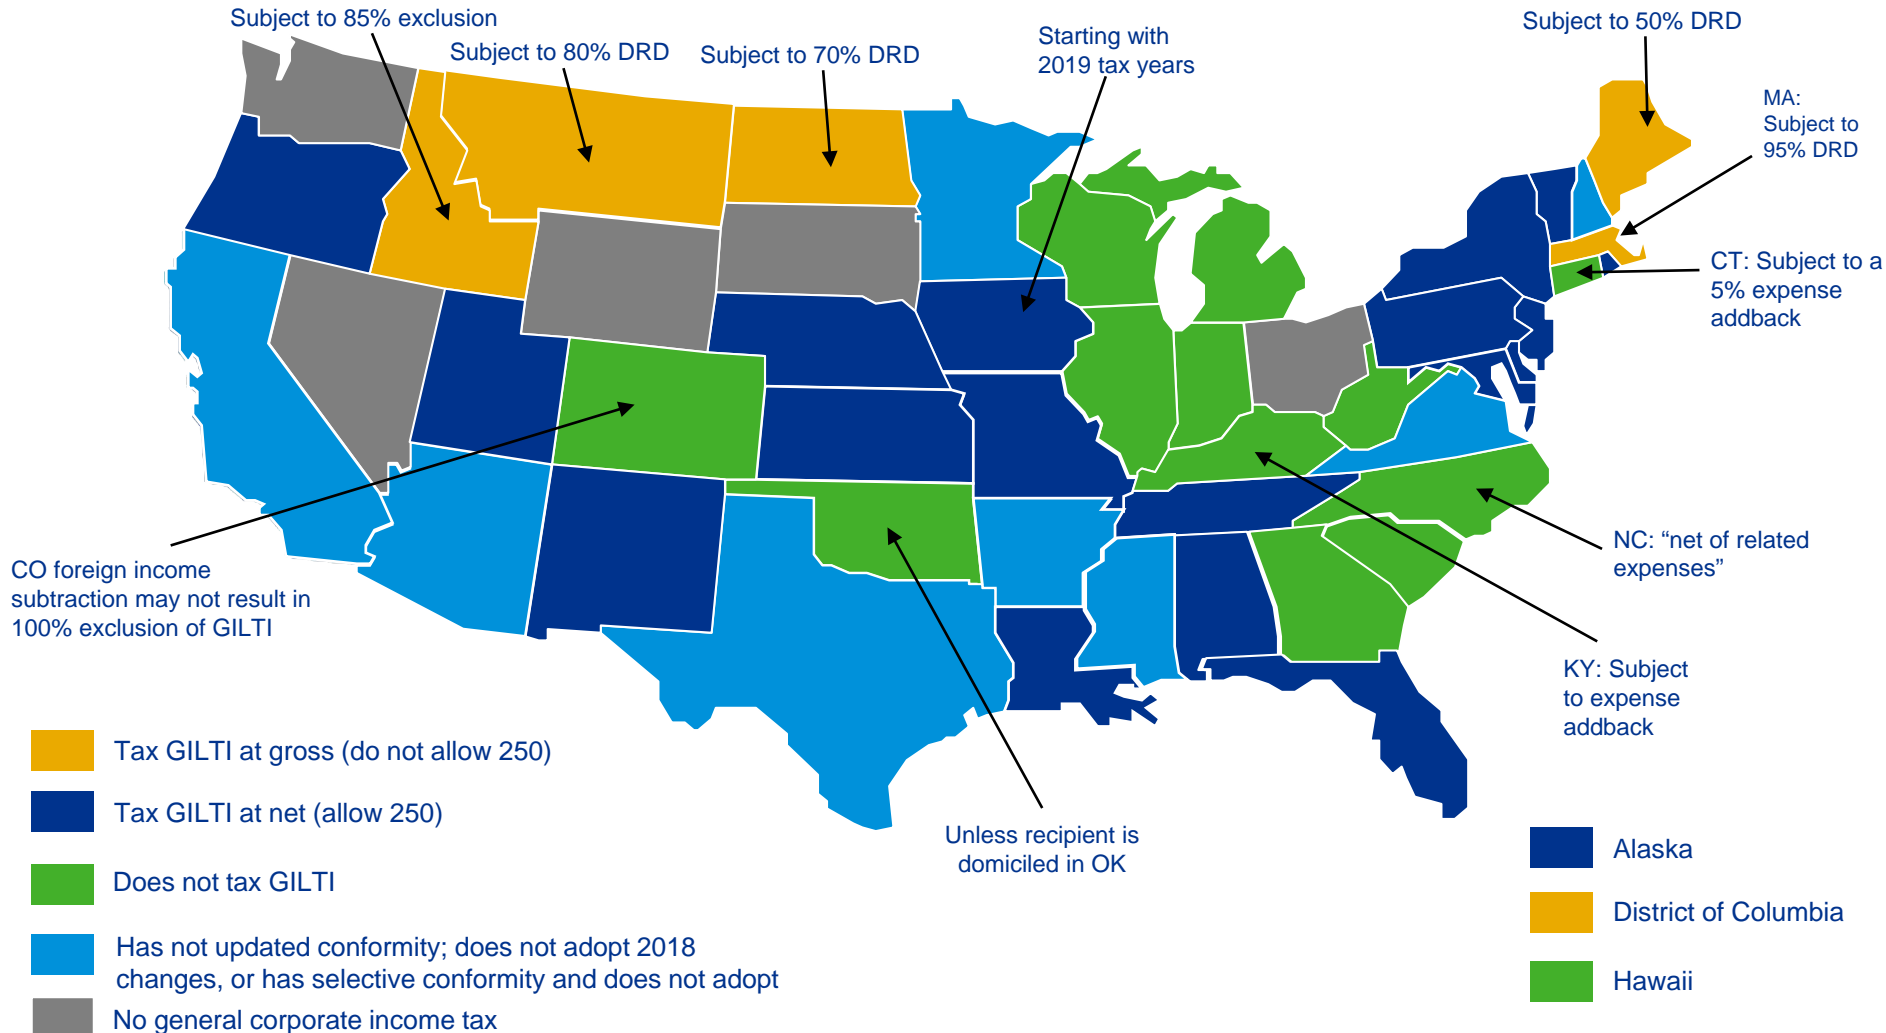 Subject to 85% exclusion
Subject to 80% DRD
Subject to 70% DRD
Starting with
2019 tax years
Subject to 50% DRD
MA:
Subject to
95% DRD
CT: Subject to a
5% expense
addback
NC: “net of related
expenses”
KY: Subject
to expense
addback
CO foreign income
subtraction may not result in
100% exclusion of GILTI
Unless recipient is
domiciled in OK
Tax GILTI at gross (do not allow 250)
Tax GILTI at net (allow 250)
Does not tax GILTI
Has not updated conformity; does not adopt 2018
changes, or has selective conformity and does not adopt
No general corporate income tax
Alaska
District of Columbia
Hawaii